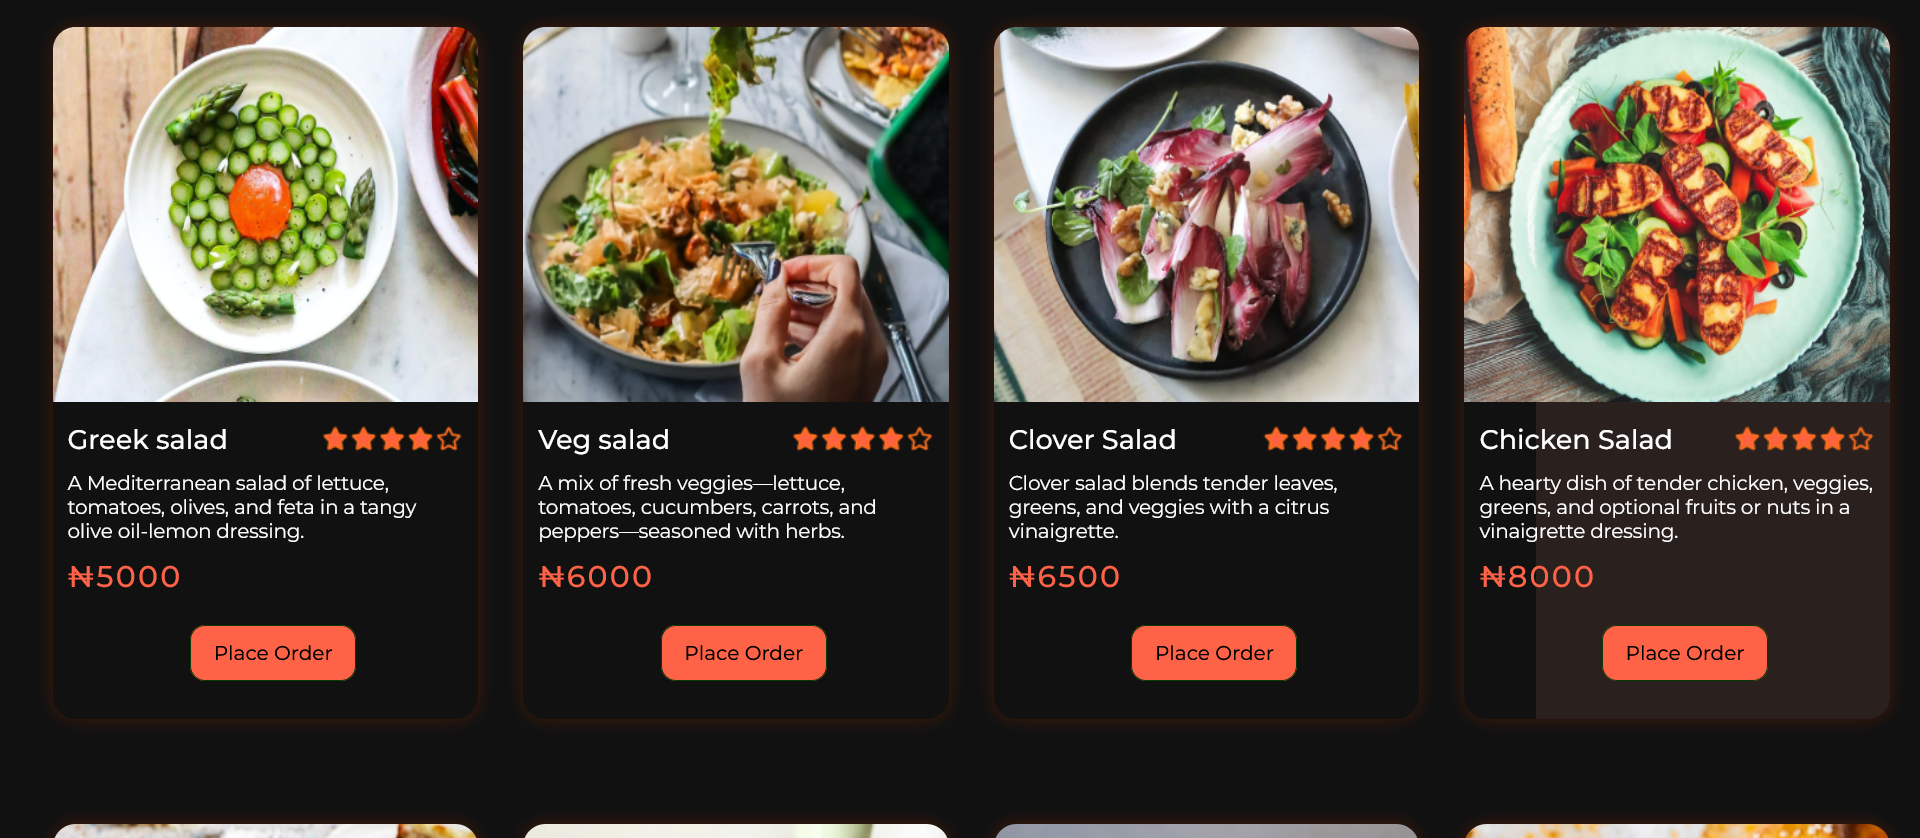 Greek salad
A Mediterranean salad of lettuce,
tomatoes, olives, and feta in a tangy
olive oil-lemon dressing.
₦5000
Place Order
Veg salad
A mix of fresh veggies—lettuce,
tomatoes, cucumbers, carrots, and
peppers—seasoned with herbs.
₦6000
Place Order
Clover Salad
Clover salad blends tender leaves,
greens, and veggies with a citrus
vinaigrette.
₦6500
Place Order
Chicken Salad
A hearty dish of tender chicken, veggies,
greens, and optional fruits or nuts in a
vinaigrette dressing.
₦8000
Place Order